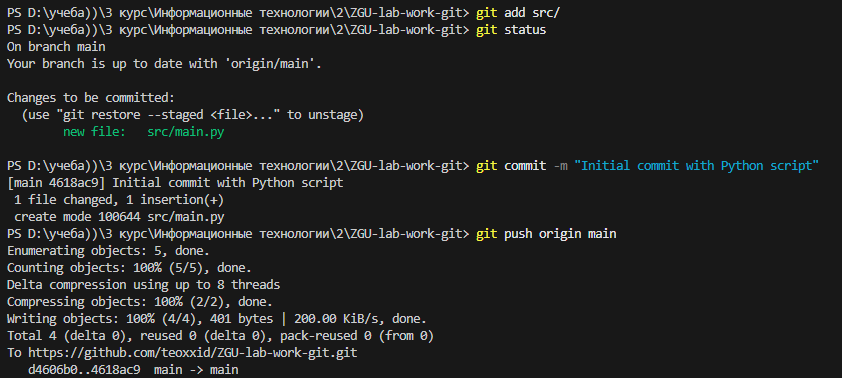 PS D:\учеба))\3 курс\Информационные технологии\2\ZGU-lab-work-git> git add src/
PS D:\учеба))\3 курс\Информационные технологии\2\ZGU-lab-work-git> git status
On branch main
Your branch is up to date with 'origin/main'.
Changes to be committed:
(use "git restore --staged <file>..." to unstage)
new file:   src/main.py
PS D:\учеба))\3 курс\Информационные технологии\2\ZGU-lab-work-git> git commit -m "Initial commit with Python script"
[main 4618ac9] Initial commit with Python script
1 file changed, 1 insertion(+)
create mode 100644 src/main.py
PS D:\учеба))\3 курс\Информационные технологии\2\ZGU-lab-work-git> git push origin main
Enumerating objects: 5, done.
Counting objects: 100% (5/5), done.
Delta compression using up to 8 threads
Compressing objects: 100% (2/2), done.
Writing objects: 100% (4/4), 401 bytes | 200.00 KiB/s, done.
Total 4 (delta 0), reused 0 (delta 0), pack-reused 0 (from 0)
To https://github.com/teoxxid/ZGU-lab-work-git.git
d4606b0..4618ac9  main -> main